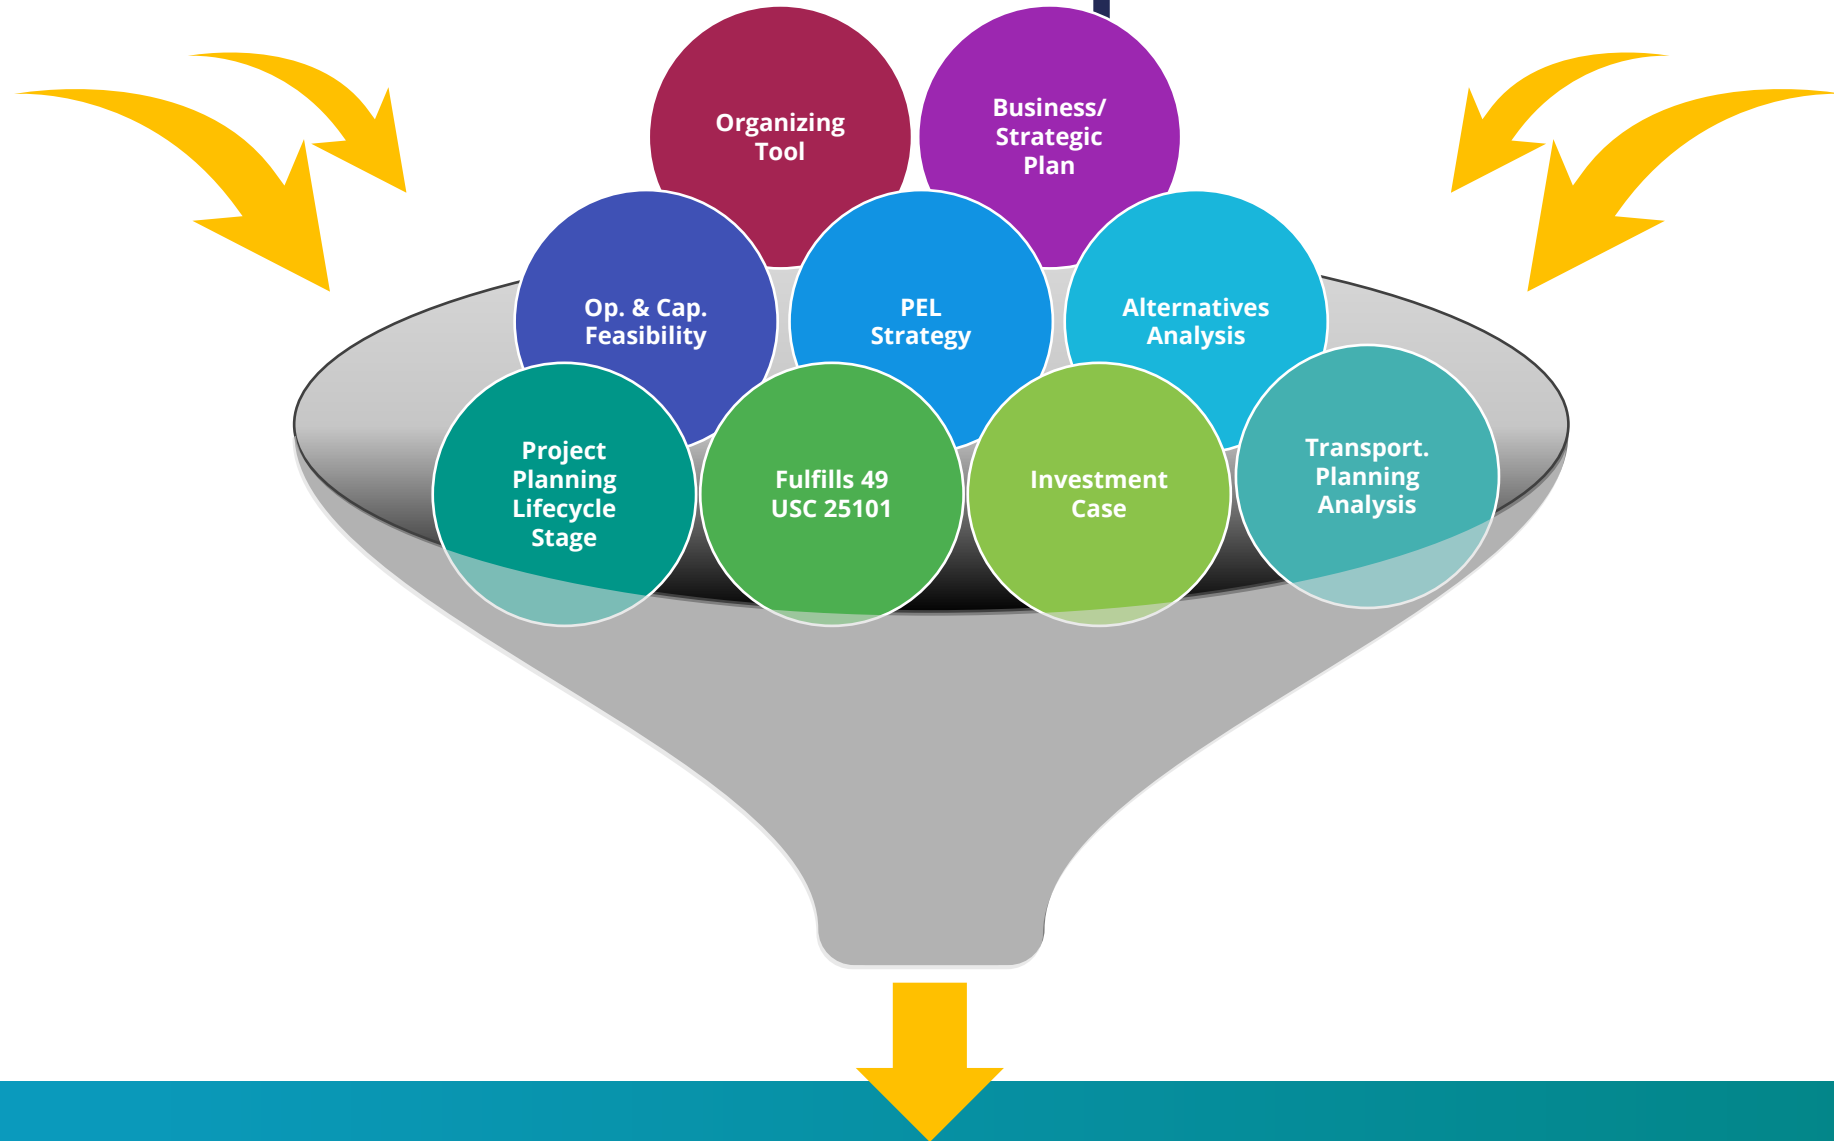 Organizing
Tool
Business/
Strategic
Plan
Op. & Cap.
Feasibility
PEL
Strategy
Alternatives
Analysis
Project
Planning
Lifecycle
Stage
Fulfills 49
USC 25101
Investment
Case
Transport.
Planning
Analysis